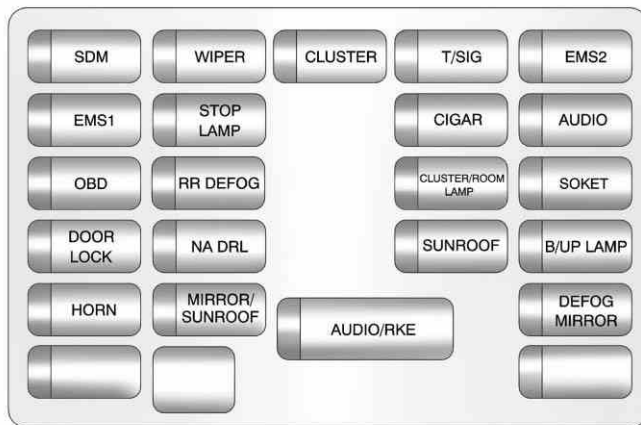 SDM
WIPER
CLUSTER
T/SIG
EMS2
EMS1
STOP
LAMP
CIGAR
AUDIO
OBD
RR DEFOG
CLUSTER/ROOM
LAMP
SOKET
DOOR
LOCK
NA DRL
SUNROOF
B/UP LAMP
HORN
MIRROR/
SUNROOF
AUDIO/RKE
DEFOG
MIRROR